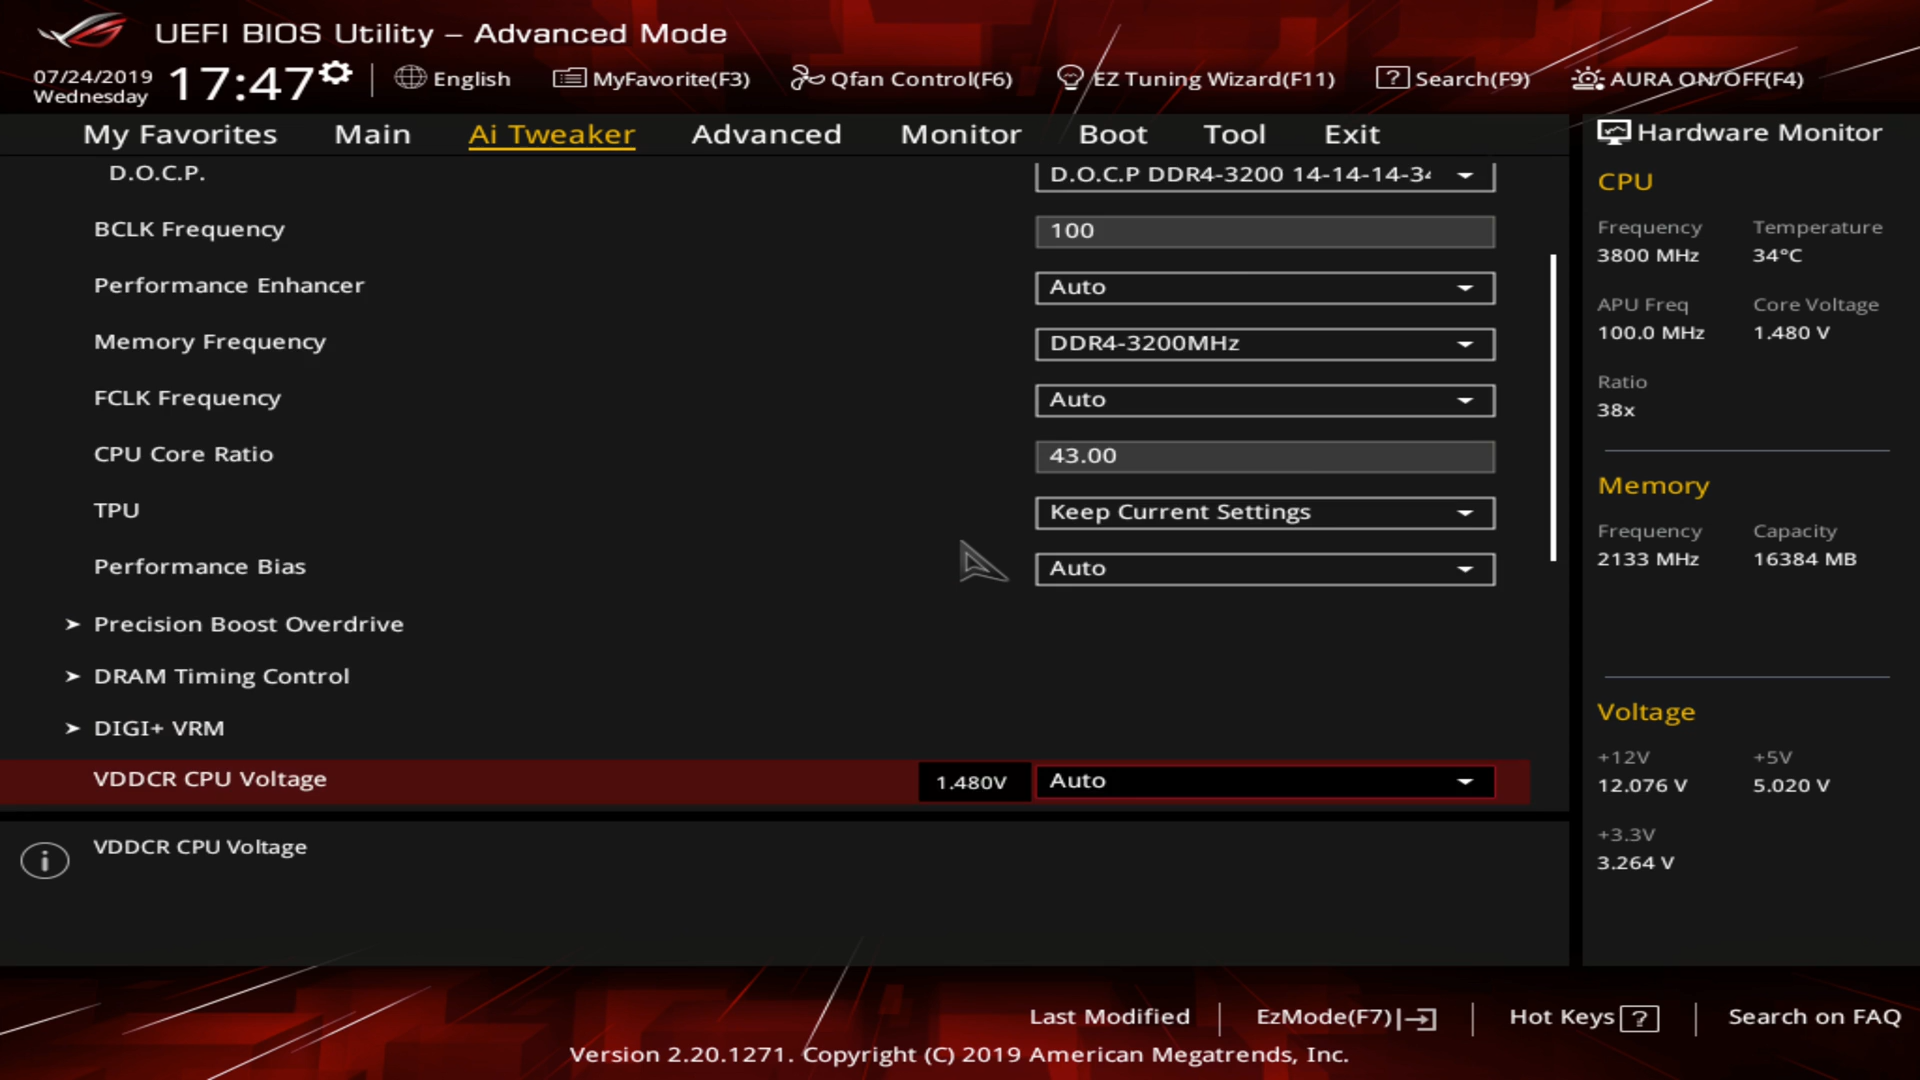 UEFI BIOS Utility – Advanced Mode
07/24/2019
Wednesday
17:47
English
MyFavorite(F3)
Qfan Control(F6)
EZ Tuning Wizard(F11)
? Search(F9)
AURA ON/OFF(F4)
My Favorites
Main
Ai Tweaker
Advanced
Monitor
Boot
Tool
Exit
D.O.C.P.
D.O.C.P DDR4-3200 14-14-14-34
BCLK Frequency
100
Performance Enhancer
Auto
Memory Frequency
DDR4-3200MHz
FCLK Frequency
Auto
CPU Core Ratio
43.00
TPU
Keep Current Settings
Performance Bias
Auto
Precision Boost Overdrive
DRAM Timing Control
DIGI+ VRM
VDDCR CPU Voltage
1.480V
Auto
i
VDDCR CPU Voltage
Hardware Monitor
CPU
Frequency Temperature
3800 MHz 34°C
APU Freq Core Voltage
100.0 MHz 1.480 V
Ratio
38x
Memory
Frequency Capacity
2133 MHz 16384 MB
Voltage
+12V +5V
12.076 V 5.020 V
+3.3V
3.264 V
Last Modified
EzMode(F7)
Hot Keys ?
Search on FAQ
Version 2.20.1271. Copyright (C) 2019 American Megatrends, Inc.